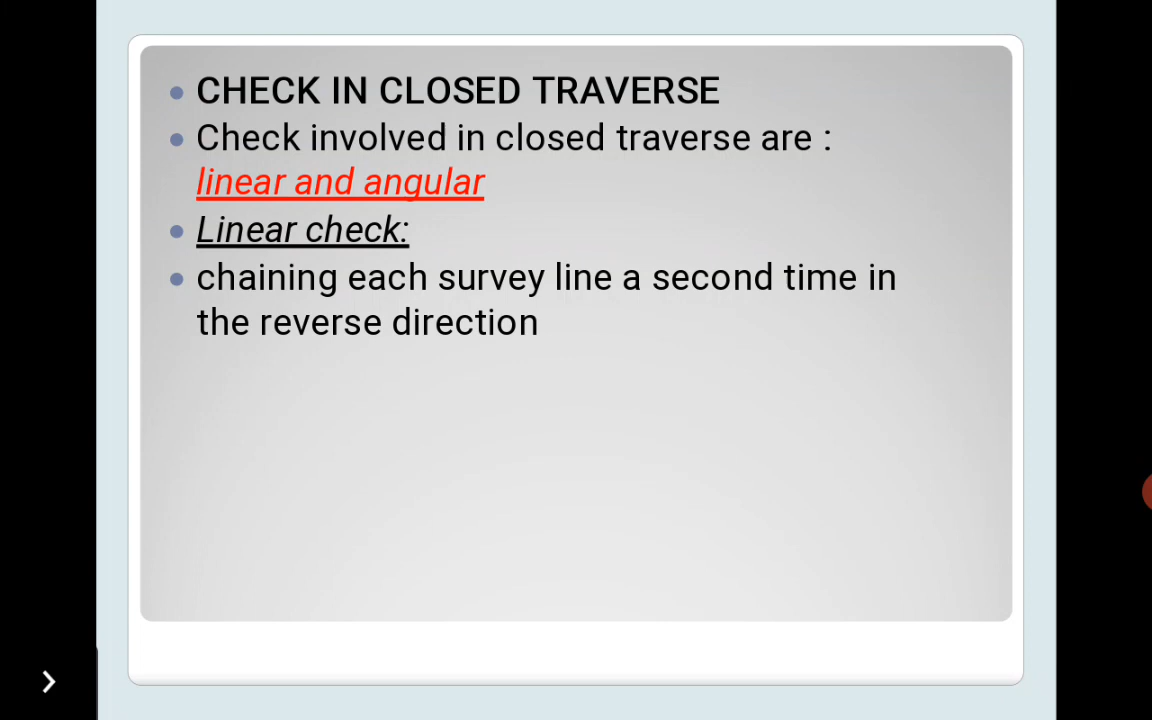 CHECK IN CLOSED TRAVERSE
Check involved in closed traverse are :
linear and angular
Linear check:
chaining each survey line a second time in
the reverse direction